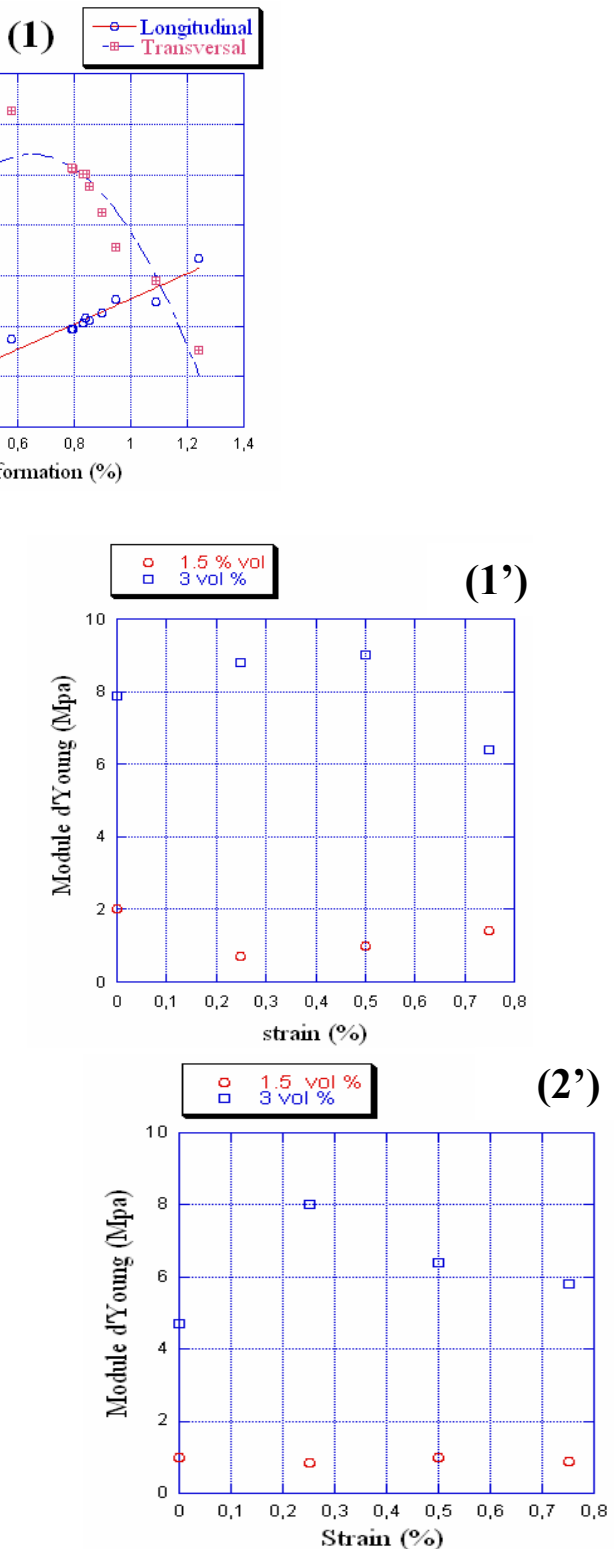 (1)
Longitudinal
Transversal
0,6 0,8 1 1,2 1,4
formation (%)
1.5 % vol
3 vol %
(1’)
10
8
6
4
2
0
Module d'Young (Mpa)
0 0,1 0,2 0,3 0,4 0,5 0,6 0,7 0,8
strain (%)
1.5 vol %
3 vol %
(2’)
10
8
6
4
2
0
Module d'Young (Mpa)
0 0,1 0,2 0,3 0,4 0,5 0,6 0,7 0,8
Strain (%)